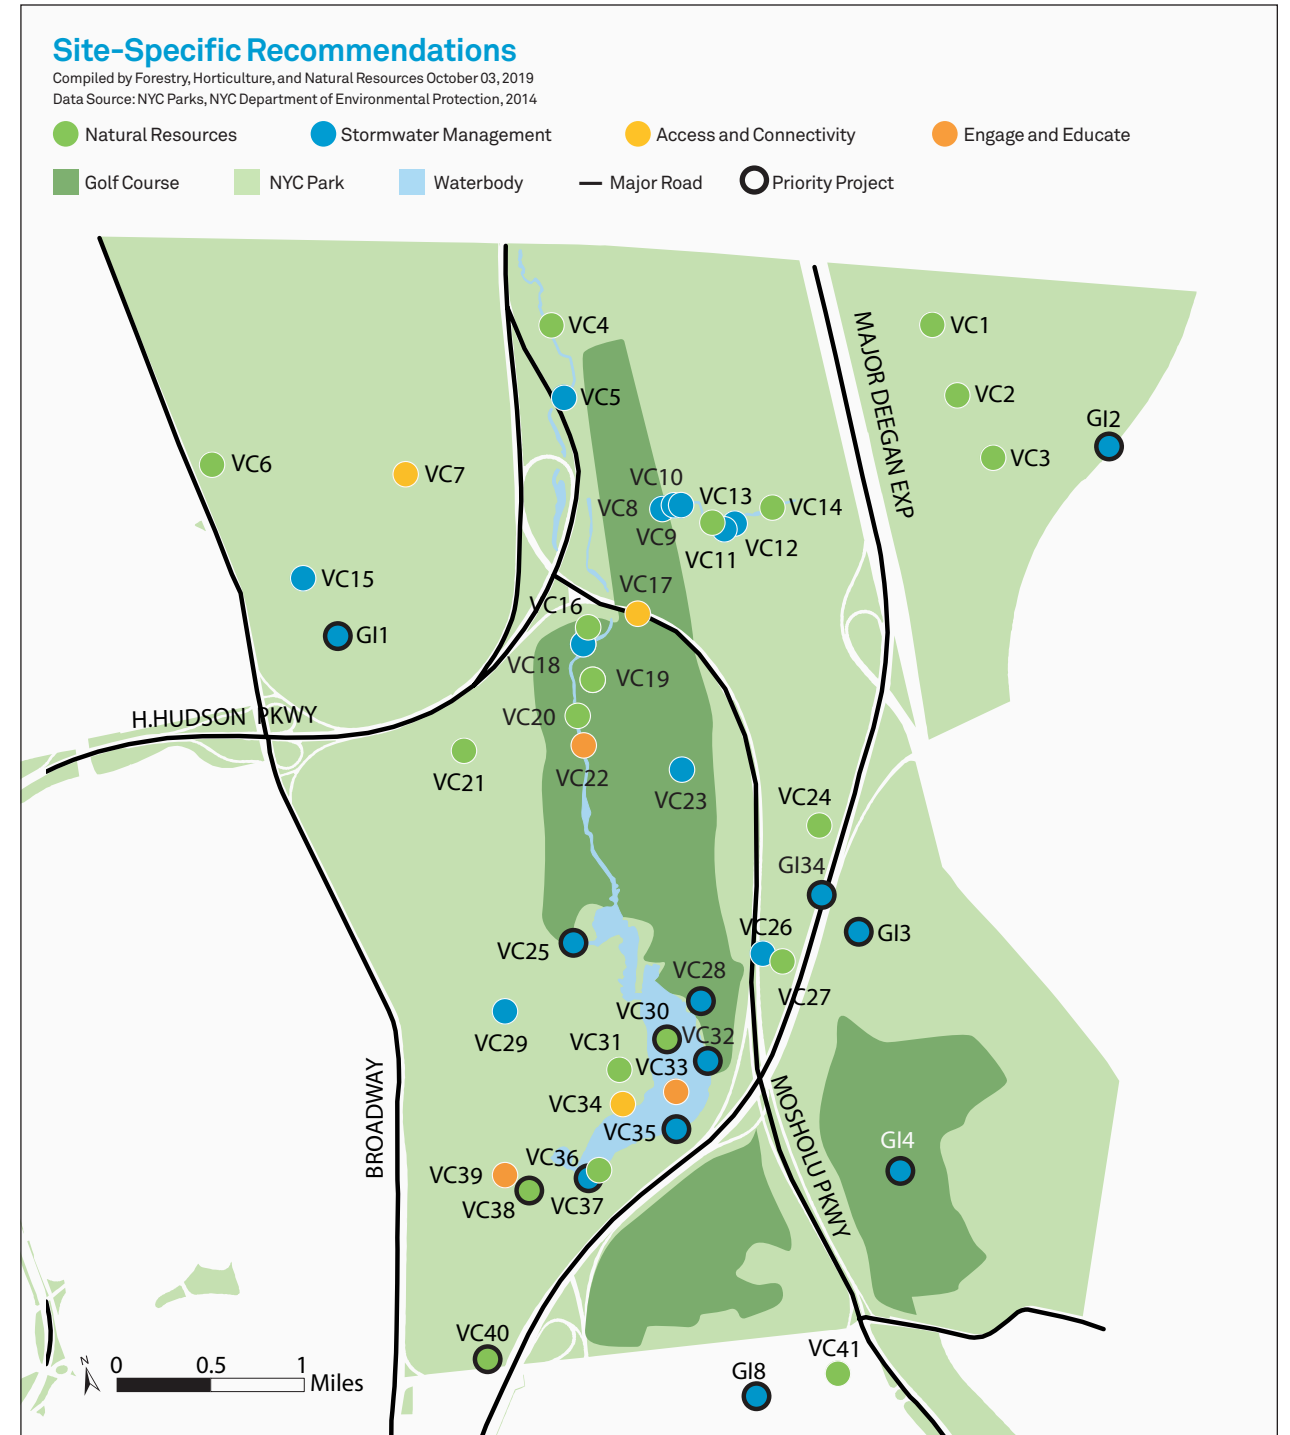 Site-Specific Recommendations
Compiled by Forestry, Horticulture, and Natural Resources October 03, 2019
Data Source: NYC Parks, NYC Department of Environmental Protection, 2014
Natural Resources
Stormwater Management
Access and Connectivity
Engage and Educate
Golf Course
NYC Park
Waterbody
Major Road
Priority Project
VC4
MAJOR DEEGAN EXP
VC1
VC5
VC2
GI2
VC6
VC7
VC3
VC10
VC13
VC8
VC14
VC9
VC11
VC12
VC15
VC17
VC16
GI1
VC18
VC19
H.HUDSON PKWY
VC20
VC21
VC22
VC23
VC24
GI34
VC26
GI3
VC25
VC28
VC27
VC30
VC29
VC31
VC32
VC33
BROADWAY
MOSHOLU PKWY
VC34
VC35
GI4
VC36
VC39
VC38
VC37
VC40
VC41
GI8
N
0 0.5 1
Miles